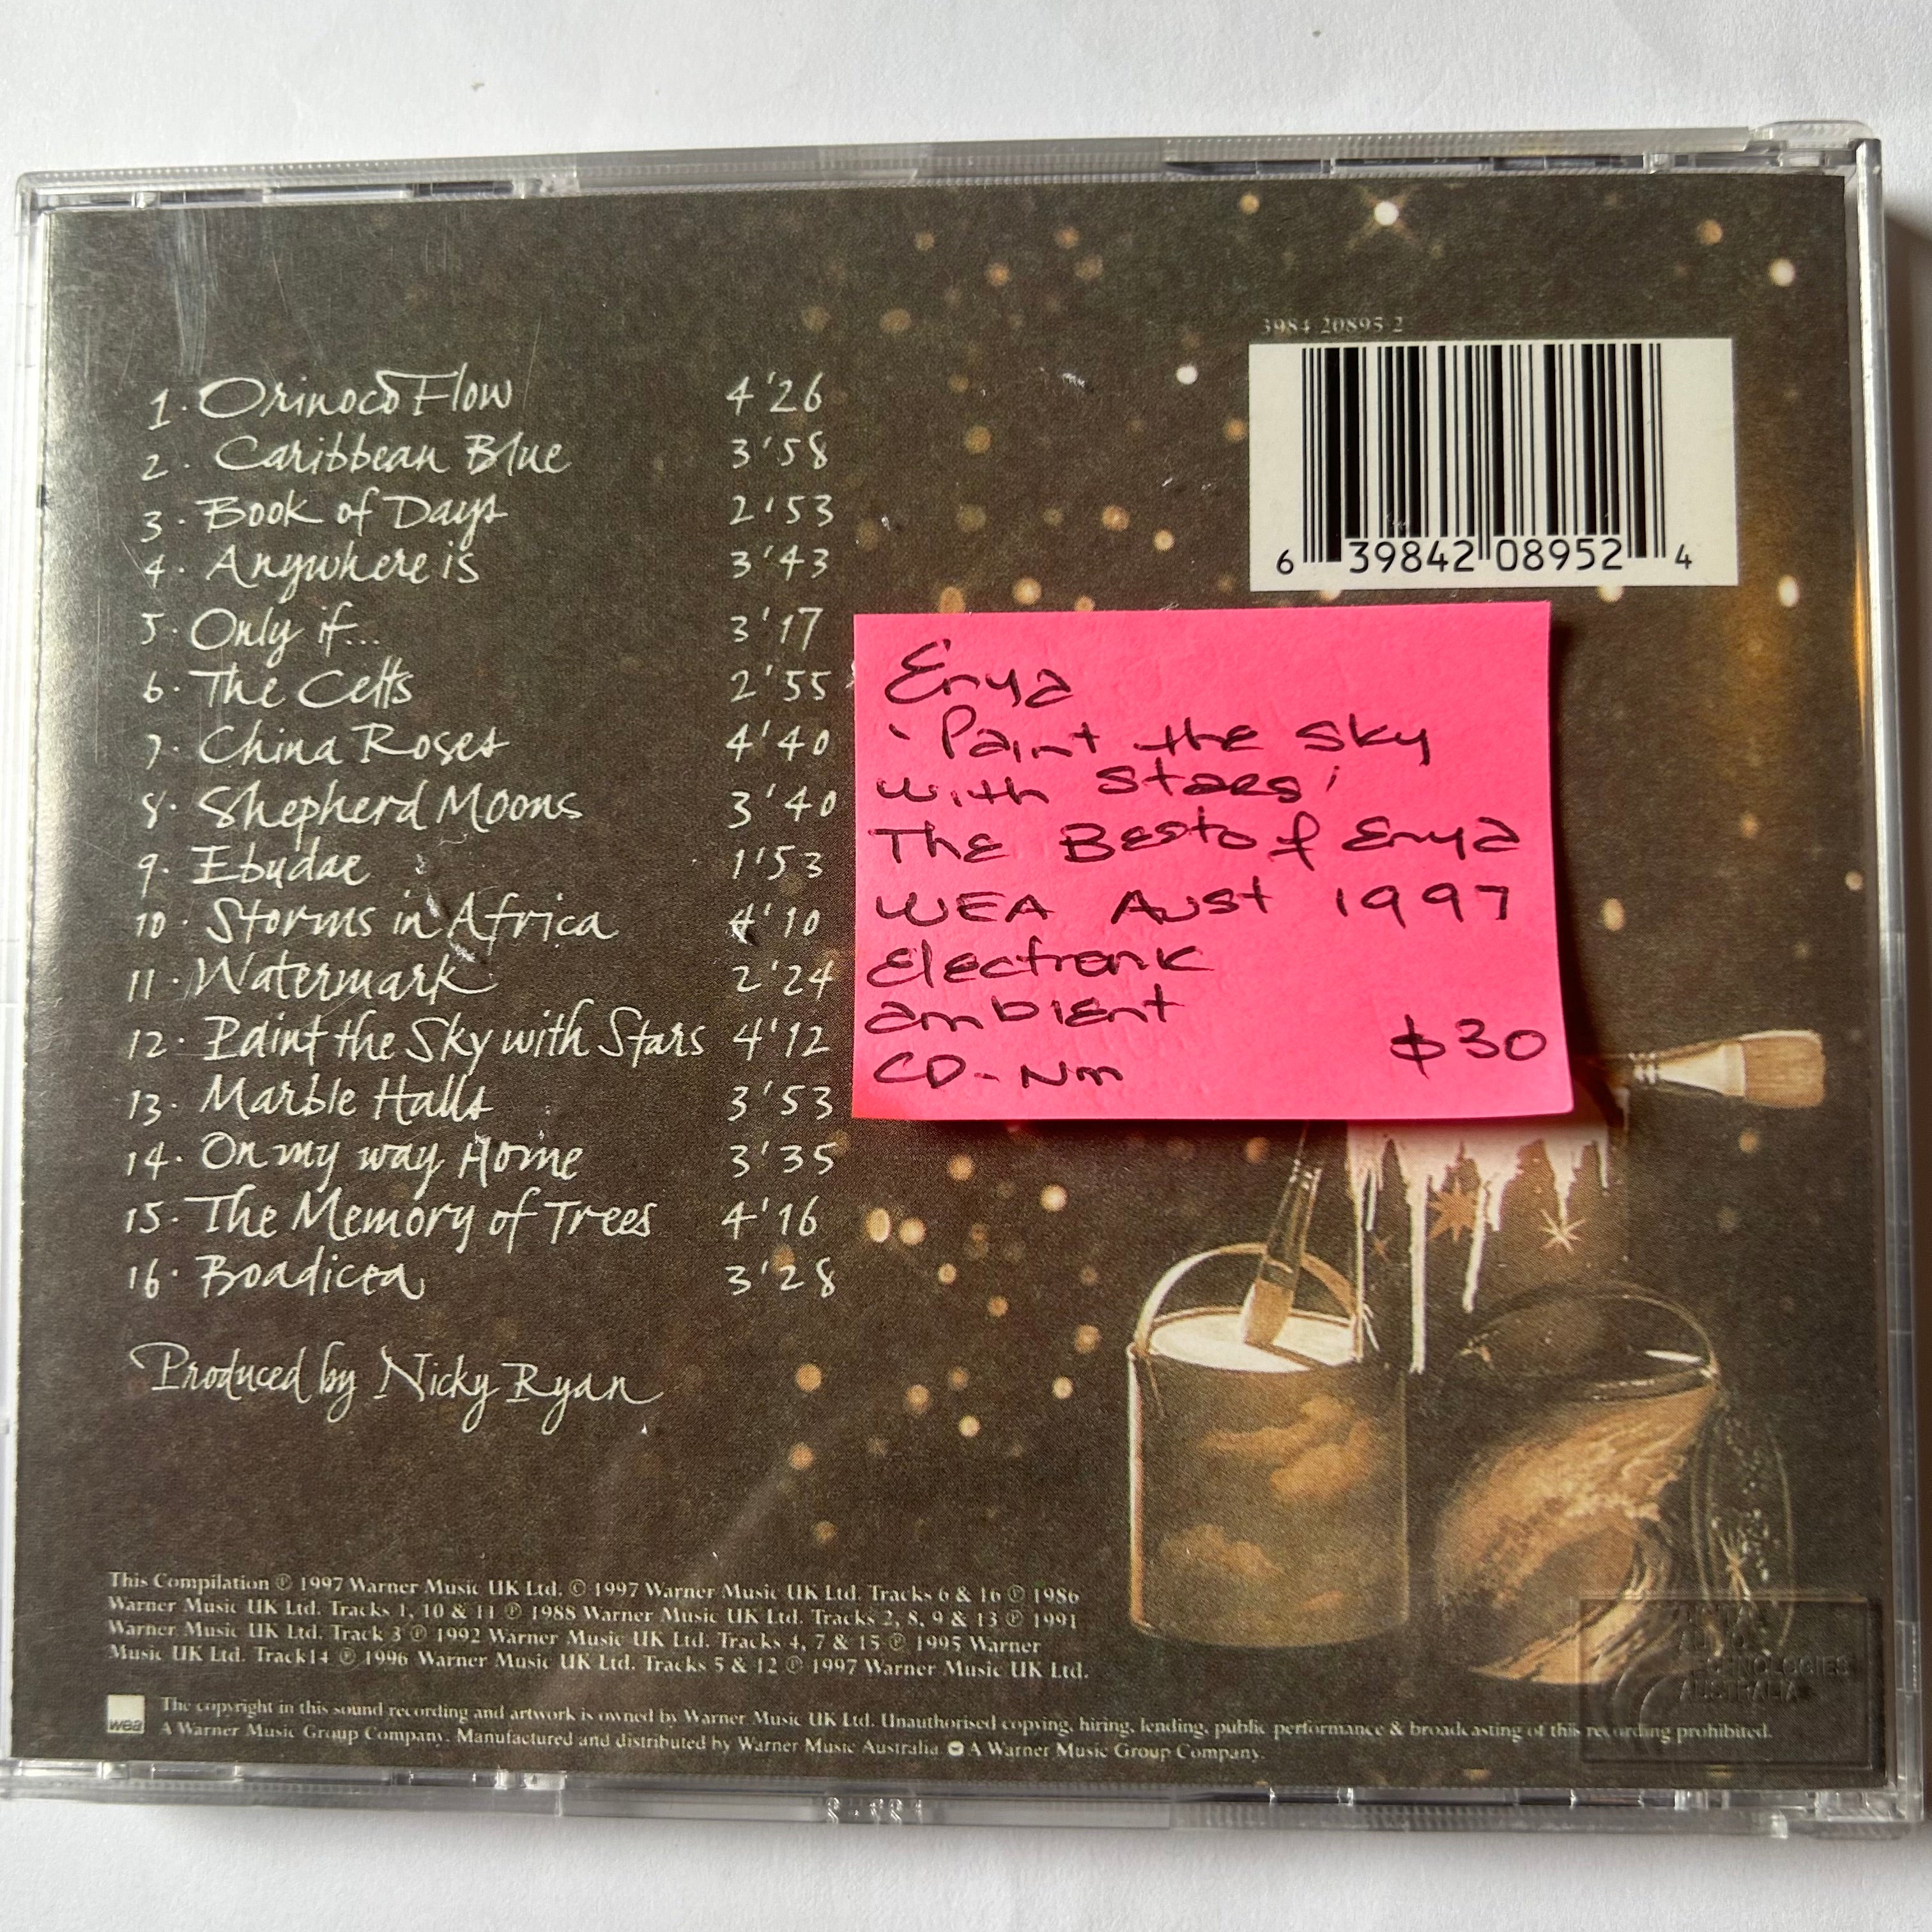 3984 20895 2
6 39842 08952 4
1. Orinoco Flow 4'26
2. Caribbean Blue 3'58
3. Book of Days 2'53
4. Anywhere is 3'43
5. Only if... 3'17
6. The Celts 2'55
7. China Roses 4'40
8. Shepherd Moons 3'40
9. Ebudae 1'53
10. Storms in Africa 4'10
11. Watermark 2'24
12. Paint the Sky with Stars 4'12
13. Marble Halls 3'53
14. On my way Home 3'35
15. The Memory of Trees 4'16
16. Boadicea 3'28
Produced by Nicky Ryan
Enya
'Paint the Sky
with Stars'
The Best of Enya
WEA Aust 1997
Electronic
ambient
CD-Nm $30
This Compilation ℗ 1997 Warner Music UK Ltd. © 1997 Warner Music UK Ltd. Tracks 6 & 16 ℗ 1986
Warner Music UK Ltd. Tracks 1, 10 & 11 ℗ 1988 Warner Music UK Ltd. Tracks 2, 8, 9 & 13 ℗ 1991
Warner Music UK Ltd. Track 3 ℗ 1992 Warner Music UK Ltd. Tracks 4, 7 & 15 ℗ 1995 Warner
Music UK Ltd. Track14 ℗ 1996 Warner Music UK Ltd. Tracks 5 & 12 ℗ 1997 Warner Music UK Ltd.
wea
The copyright in this sound recording and artwork is owned by Warner Music UK Ltd. Unauthorised copying, hiring, lending, public performance & broadcasting of this recording prohibited.
A Warner Music Group Company. Manufactured and distributed by Warner Music Australia A Warner Music Group Company.
TECHNOLOGIES
AUSTRALIA